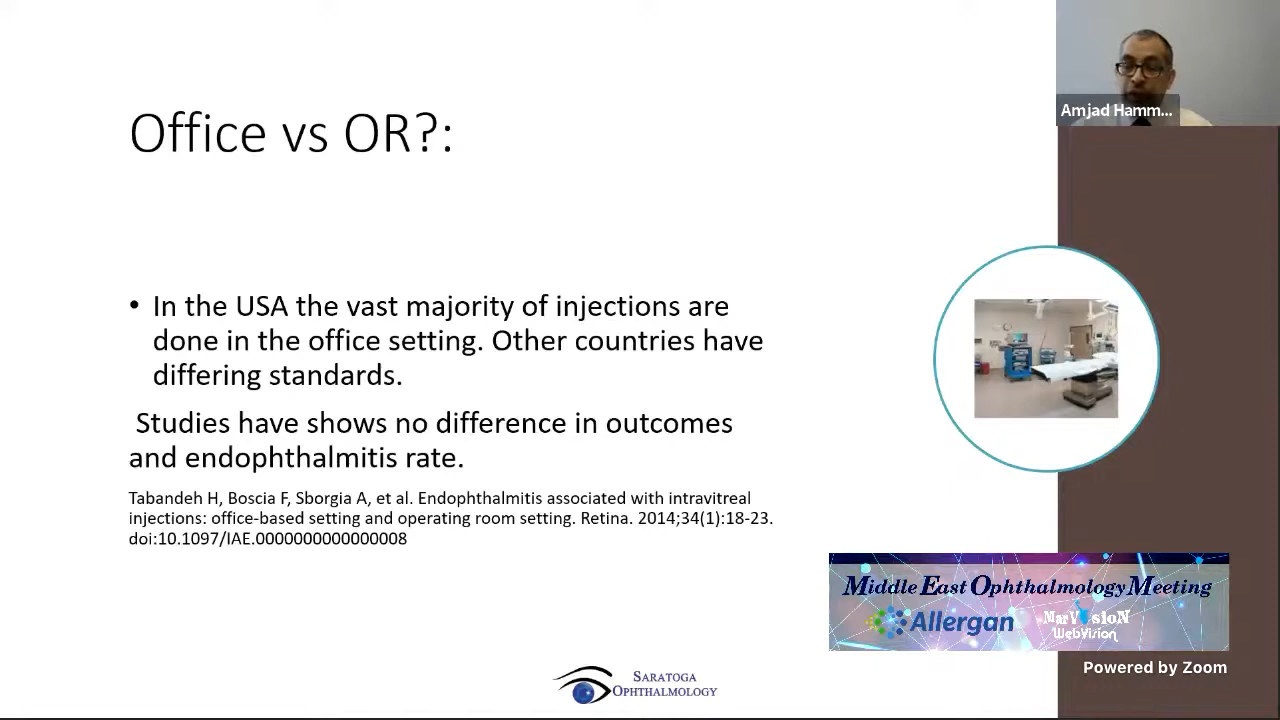 Office vs OR?:
Amjad Hamm...
• In the USA the vast majority of injections are
done in the office setting. Other countries have
differing standards.
Studies have shows no difference in outcomes
and endophthalmitis rate.
Tabandeh H, Boscia F, Sborgia A, et al. Endophthalmitis associated with intravitreal
injections: office-based setting and operating room setting. Retina. 2014;34(1):18-23.
doi:10.1097/IAE.0000000000000008
Middle East Ophthalmology Meeting
Allergan
MarVision
WebVision
Powered by Zoom
Saratoga
Ophthalmology